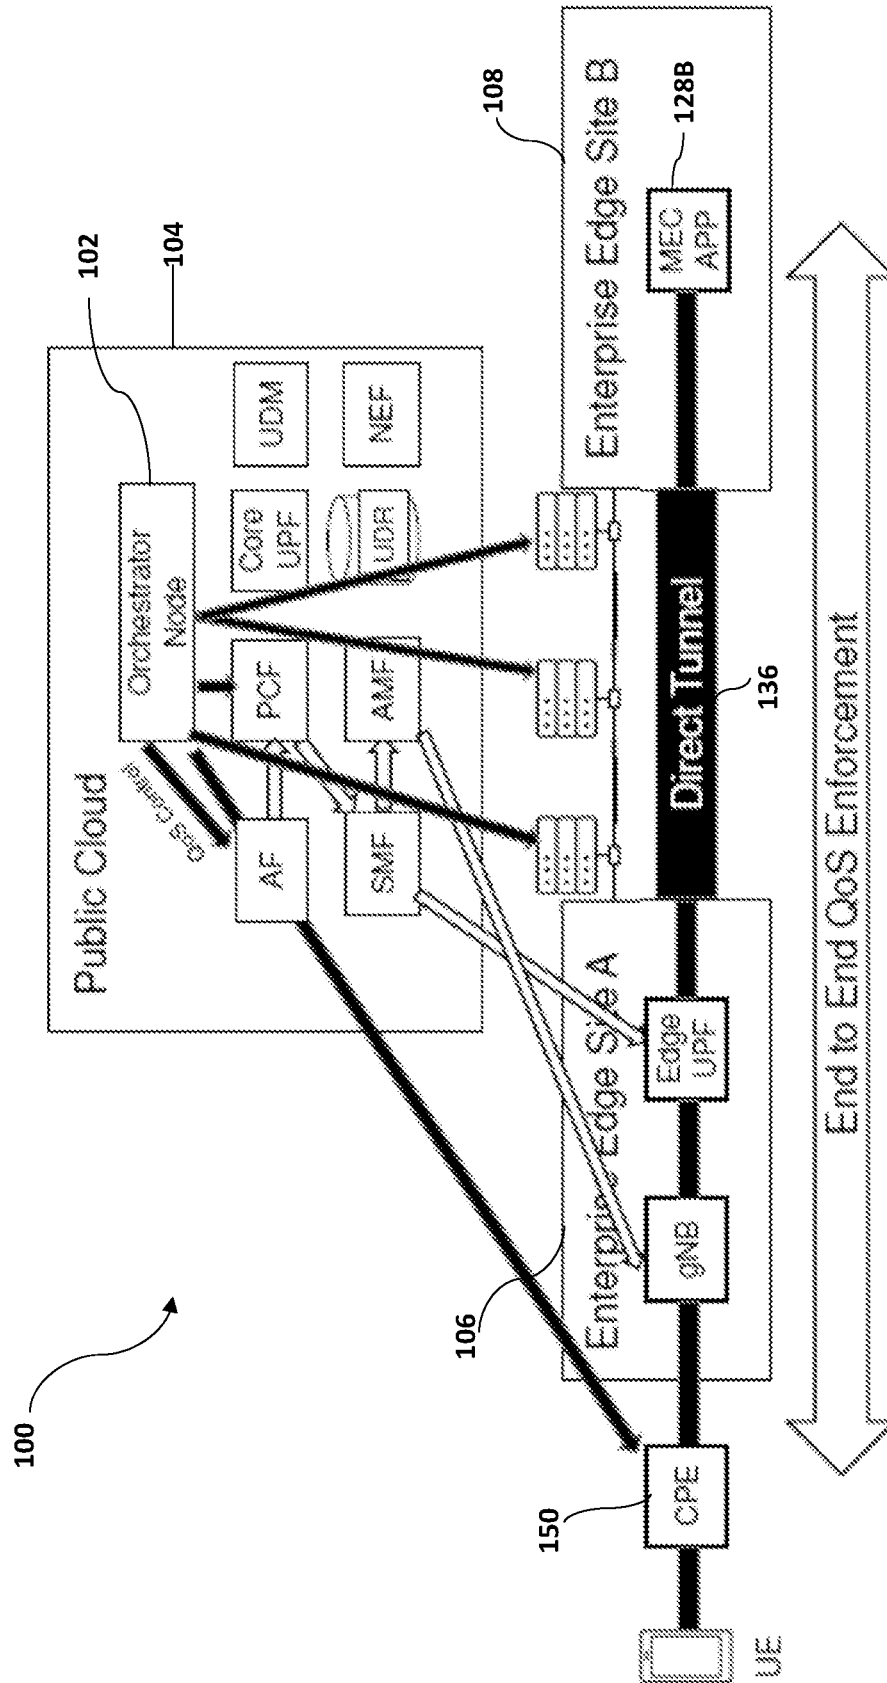 100
102
104
Public Cloud
Orchestrator
Node
QoS Control
AF
PCF
Core
UPF
UDM
SMF
AMF
UDR
NEF
106
108
Enterprise Edge Site A
Enterprise Edge Site B
150
UE
CPE
gNB
Edge
UPF
Direct Tunnel
136
MEC
APP
128B
End to End QoS Enforcement